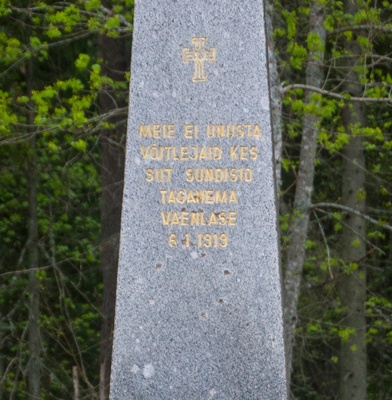 MEIE EI UNUSTA
VÕITLEJAID KES
SIIT SUNDISID
TAGANEMA
VAENLASE
6 I 1919